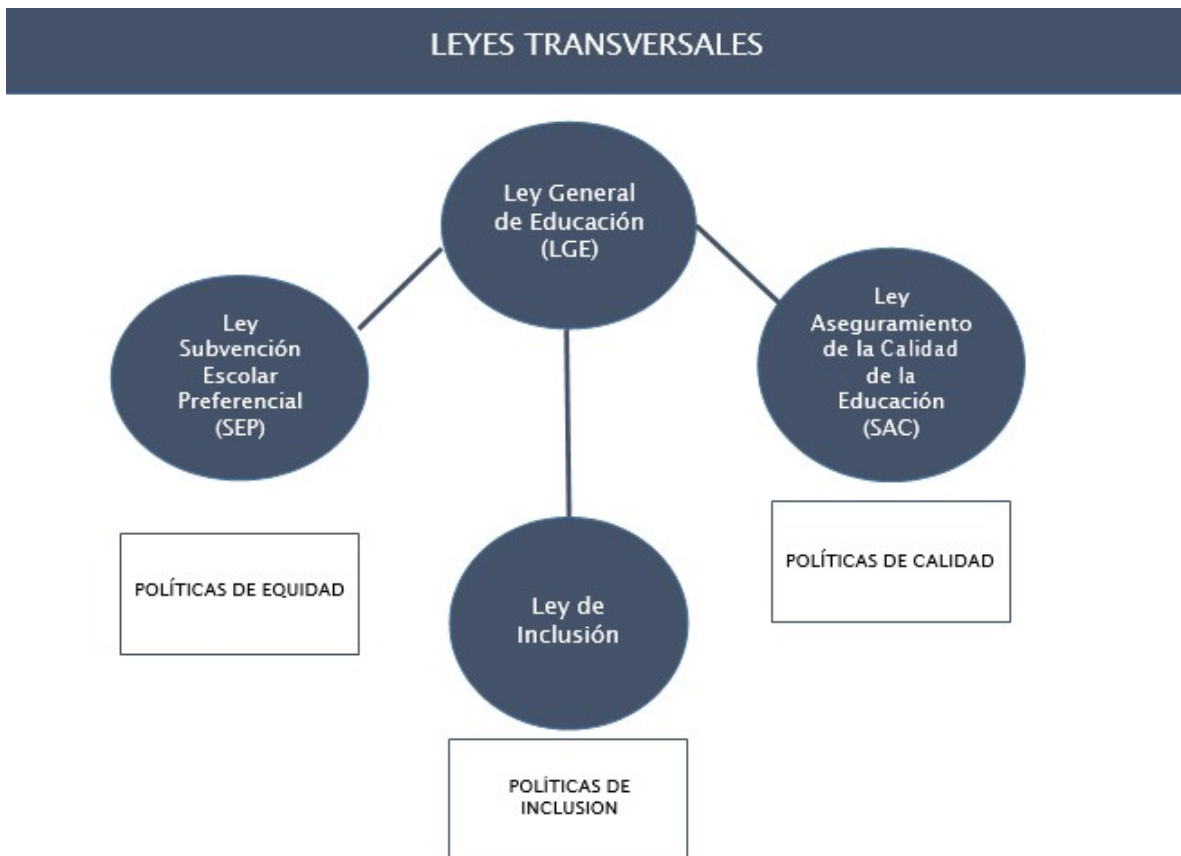 LEYES TRANSVERSALES
Ley General
de Educación
(LGE)
Ley
Subvención
Escolar
Preferencial
(SEP)
Ley
Aseguramiento
de la Calidad
de la
Educación
(SAC)
POLÍTICAS DE EQUIDAD
POLÍTICAS DE CALIDAD
Ley de
Inclusión
POLÍTICAS DE
INCLUSION